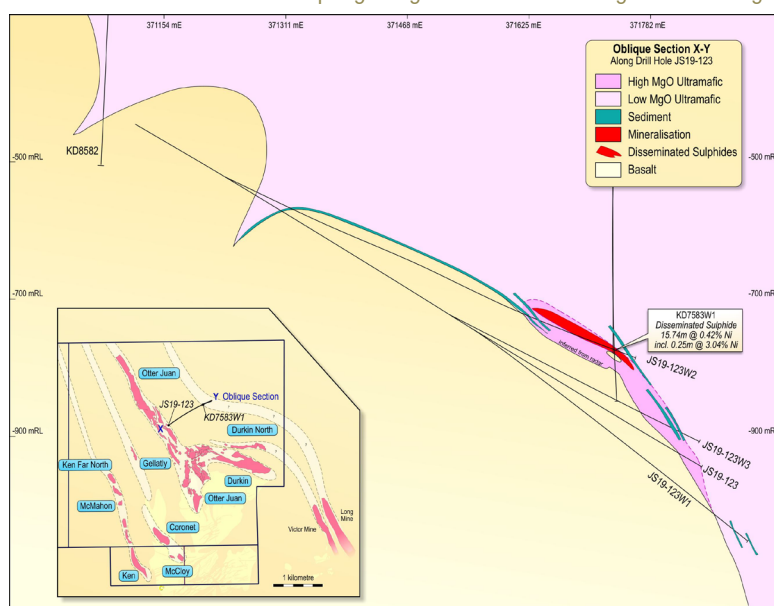 371154 mE
371311 mE
371468 mE
371625 mE
371782 mE
Oblique Section X-Y
Along Drill Hole JS19-123
High MgO Ultramafic
Low MgO Ultramafic
Sediment
Mineralisation
Disseminated Sulphides
Basalt
KD8582
-500 mRL
-500 mRL
-700 mRL
-700 mRL
-900 mRL
-900 mRL
KD7583W1
Disseminated Sulphide
15.74m @ 0.42% Ni
incl. 0.25m @ 3.04% Ni
Inferred from radar
JS19-123W2
JS19-123W3
JS19-123
JS19-123W1
Otter Juan
JS19-123
Y Oblique Section
KD7583W1
X
Durkin North
Ken Far North
Gellatly
Durkin
McMahon
Otter Juan
Long
Mine
Victor Mine
Coronet
Ken
McCloy
1 kilometre